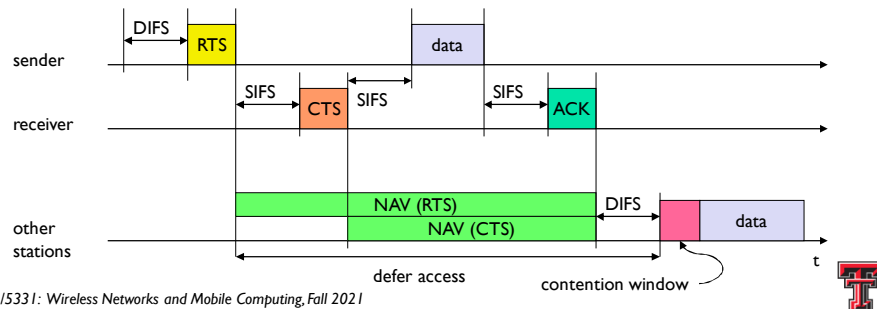 DIFS
RTS
data
sender
SIFS
CTS
SIFS
SIFS
ACK
receiver
NAV (RTS)
DIFS
NAV (CTS)
data
other
stations
t
defer access
contention window
/5331: Wireless Networks and Mobile Computing, Fall 2021